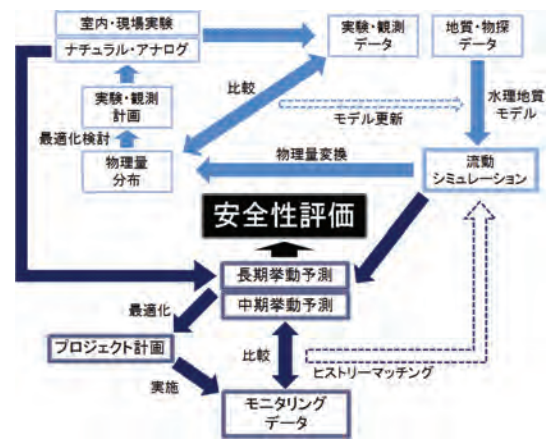 室内・現場実験
ナチュラル・アナログ
実験・観測
データ
地質・物探
データ
比較
実験・観測
計画
モデル更新
水理地質
モデル
最適化検討
物理量
分布
物理量変換
流動
シミュレーション
安全性評価
長期挙動予測
中期挙動予測
最適化
プロジェクト計画
比較
ヒストリーマッチング
実施
モニタリング
データ